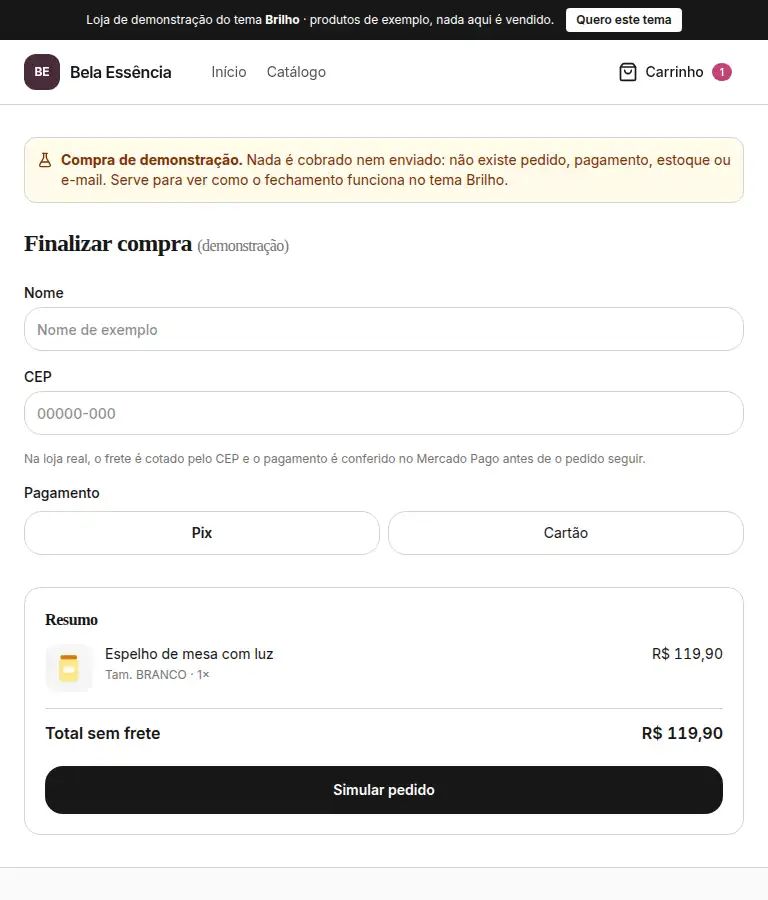 Loja de demonstração do tema Brilho · produtos de exemplo, nada aqui é vendido. Quero este tema
BE Bela Essência Início Catálogo Carrinho 1
Compra de demonstração. Nada é cobrado nem enviado: não existe pedido, pagamento, estoque ou
e-mail. Serve para ver como o fechamento funciona no tema Brilho.
Finalizar compra (demonstração)
Nome
Nome de exemplo
CEP
00000-000
Na loja real, o frete é cotado pelo CEP e o pagamento é conferido no Mercado Pago antes de o pedido seguir.
Pagamento
Pix Cartão
Resumo
Espelho de mesa com luz R$ 119,90
Tam. BRANCO · 1×
Total sem frete R$ 119,90
Simular pedido